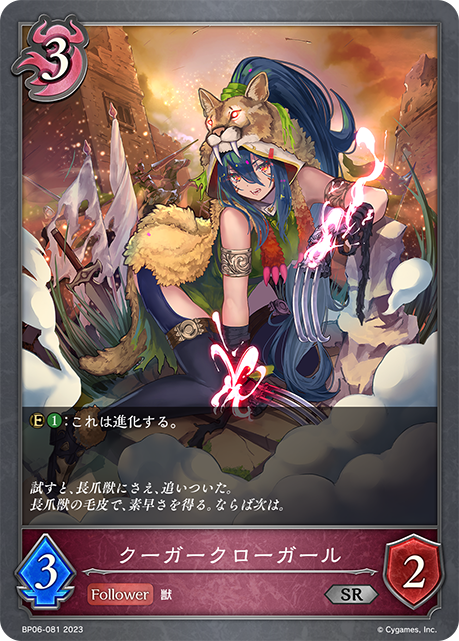 3
E 1:これは進化する。
試すと、長爪獣にさえ、追いついた。
長爪獣の毛皮で、素早さを得る。ならば次は。
クーガークローガール
3
Follower 獣
SR
2
BP06-081 2023
© Cygames, Inc.